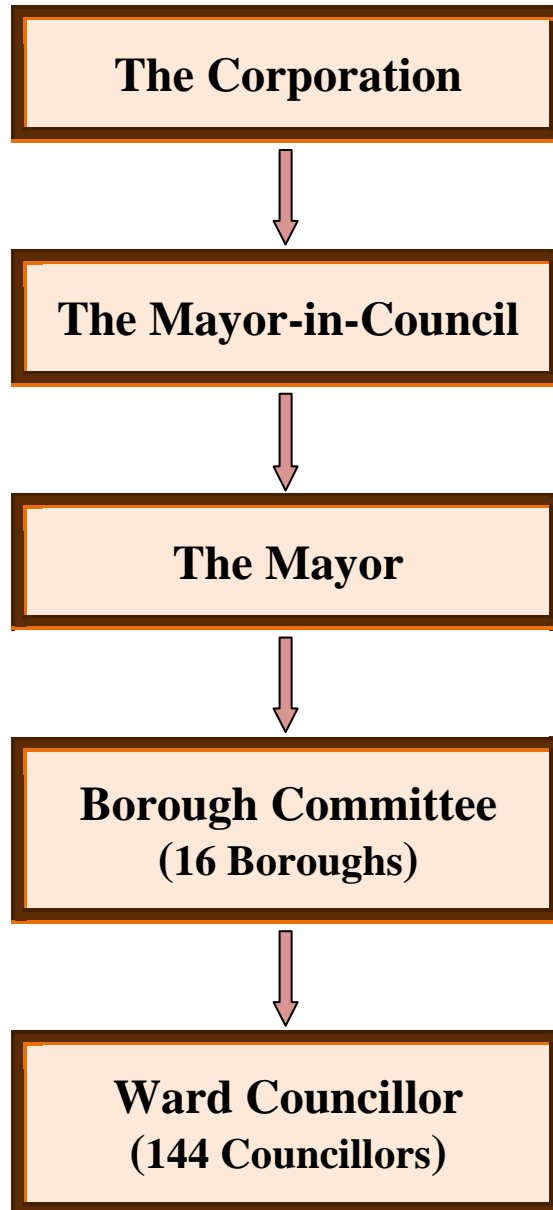 The Corporation
The Mayor-in-Council
The Mayor
Borough Committee
(16 Boroughs)
Ward Councillor
(144 Councillors)